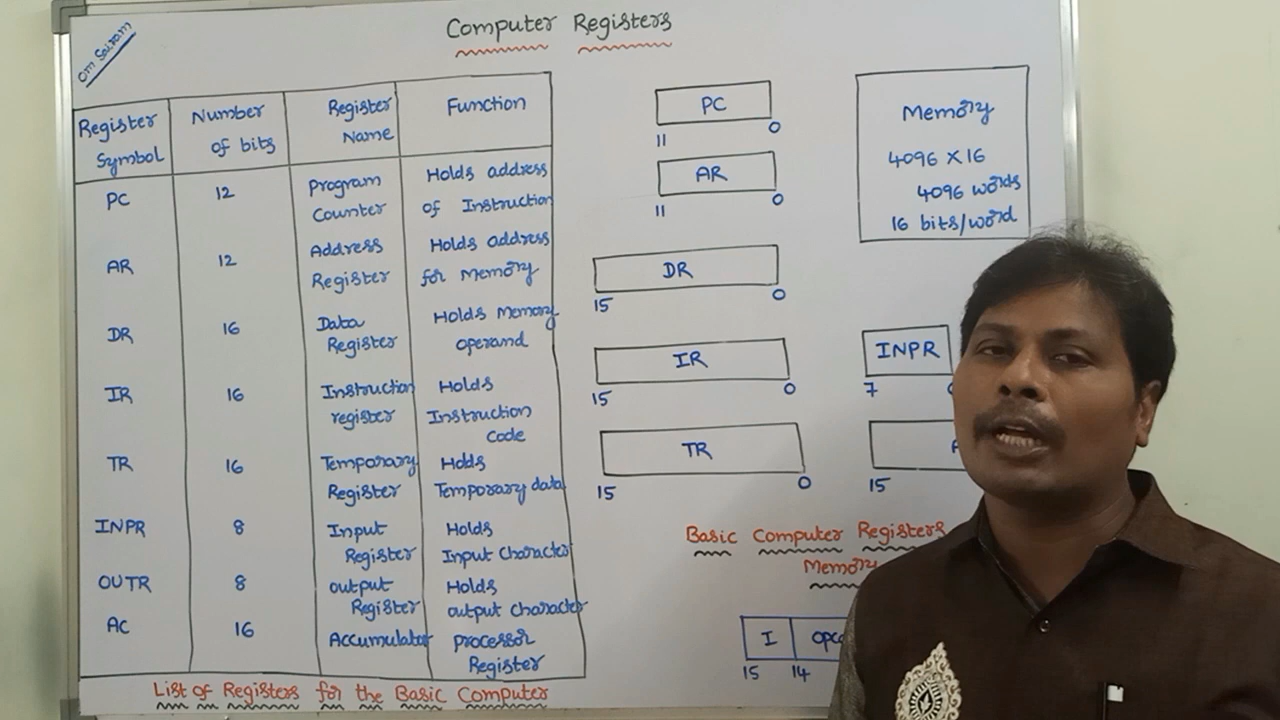 Om Sairam
Computer Registers
Register Symbol | Number of bits | Register Name | Function
PC | 12 | Program Counter | Holds address of Instruction
AR | 12 | Address Register | Holds address for Memory
DR | 16 | Data Register | Holds Memory operand
IR | 16 | Instruction register | Holds Instruction Code
TR | 16 | Temporary Register | Holds Temporary data
INPR | 8 | Input Register | Holds Input Character
OUTR | 8 | output Register | Holds output character
AC | 16 | Accumulator | processor Register
List of Registers for the Basic Computer
PC
11 0
AR
11 0
DR
15 0
IR
15 0
TR
15 0
Memory
4096 X 16
4096 words
16 bits/word
INPR
7
15
Basic Computer Registers
Memory
I
15 14